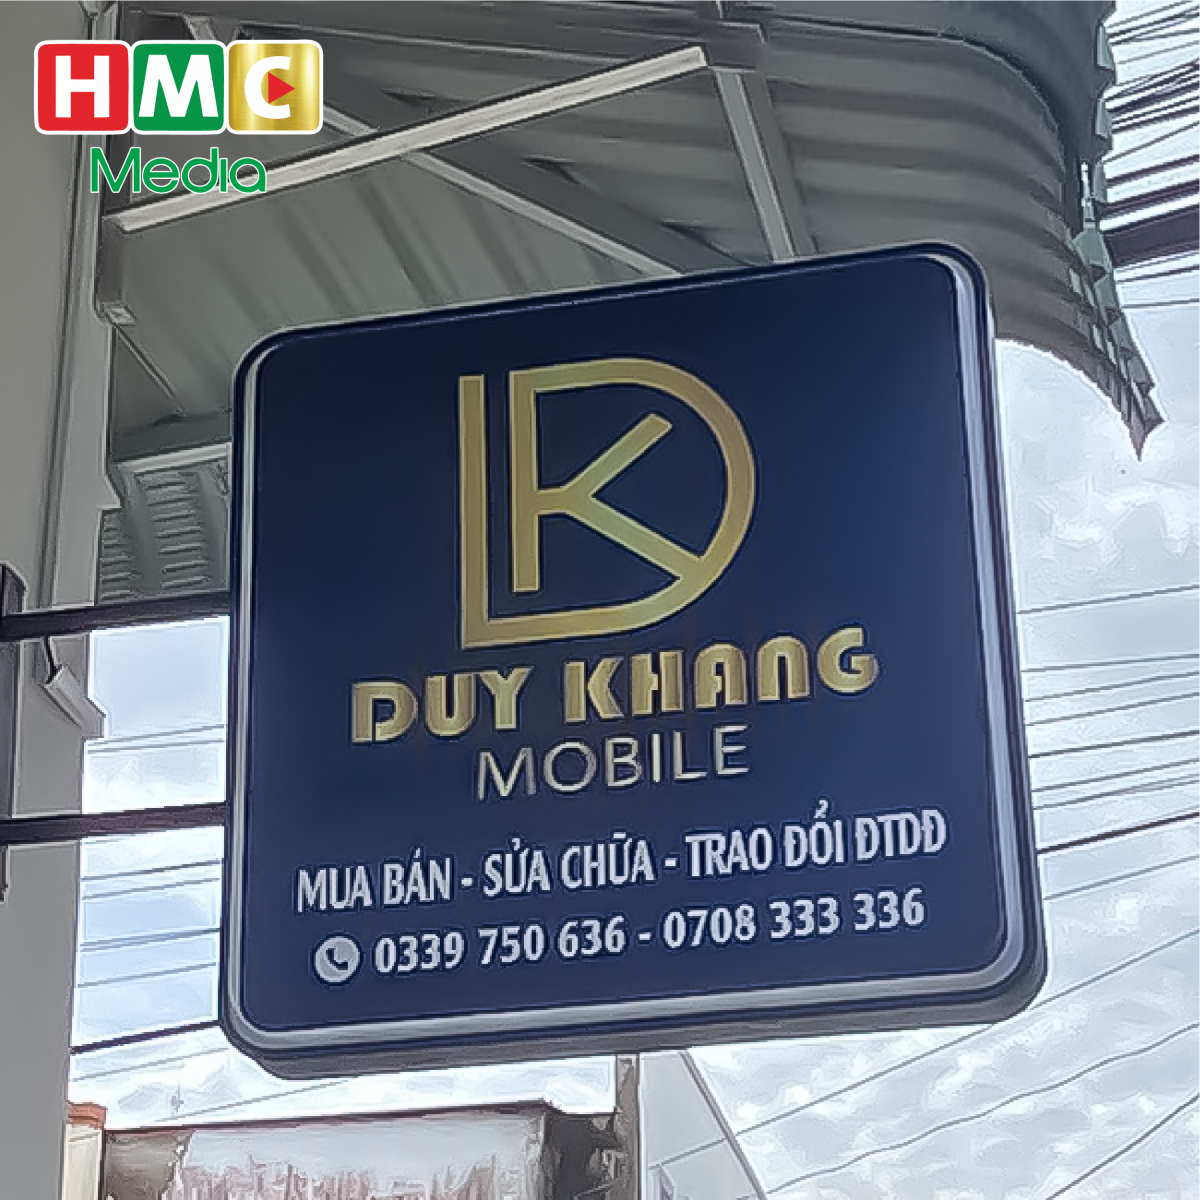 HMC
Media
DK
DUY KHANG
MOBILE
MUA BÁN - SỬA CHỮA - TRAO ĐỔI ĐTDĐ
0339 750 636 - 0708 333 336